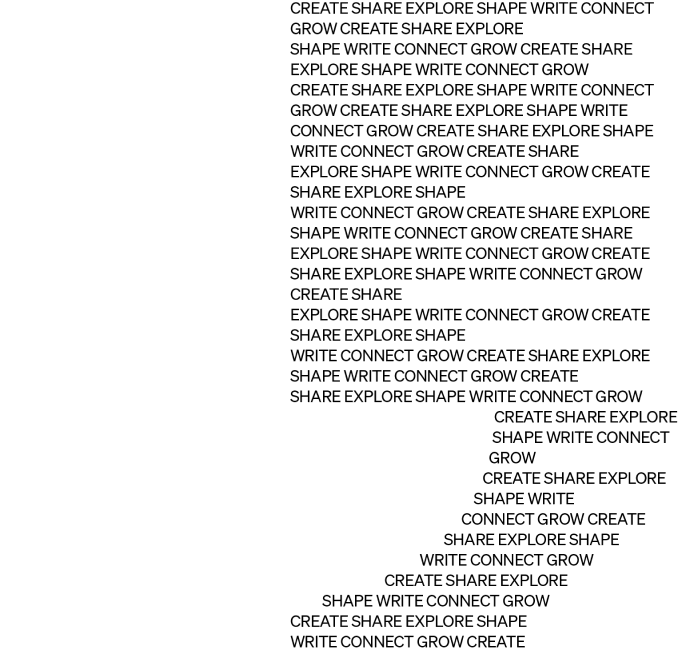 CREATE SHARE EXPLORE SHAPE WRITE CONNECT
GROW CREATE SHARE EXPLORE
SHAPE WRITE CONNECT GROW CREATE SHARE
EXPLORE SHAPE WRITE CONNECT GROW
CREATE SHARE EXPLORE SHAPE WRITE CONNECT
GROW CREATE SHARE EXPLORE SHAPE WRITE
CONNECT GROW CREATE SHARE EXPLORE SHAPE
WRITE CONNECT GROW CREATE SHARE
EXPLORE SHAPE WRITE CONNECT GROW CREATE
SHARE EXPLORE SHAPE
WRITE CONNECT GROW CREATE SHARE EXPLORE
SHAPE WRITE CONNECT GROW CREATE SHARE
EXPLORE SHAPE WRITE CONNECT GROW CREATE
SHARE EXPLORE SHAPE WRITE CONNECT GROW
CREATE SHARE
EXPLORE SHAPE WRITE CONNECT GROW CREATE
SHARE EXPLORE SHAPE
WRITE CONNECT GROW CREATE SHARE EXPLORE
SHAPE WRITE CONNECT GROW CREATE
SHARE EXPLORE SHAPE WRITE CONNECT GROW
CREATE SHARE EXPLORE
SHAPE WRITE CONNECT
GROW
CREATE SHARE EXPLORE
SHAPE WRITE
CONNECT GROW CREATE
SHARE EXPLORE SHAPE
WRITE CONNECT GROW
CREATE SHARE EXPLORE
SHAPE WRITE CONNECT GROW
CREATE SHARE EXPLORE SHAPE
WRITE CONNECT GROW CREATE